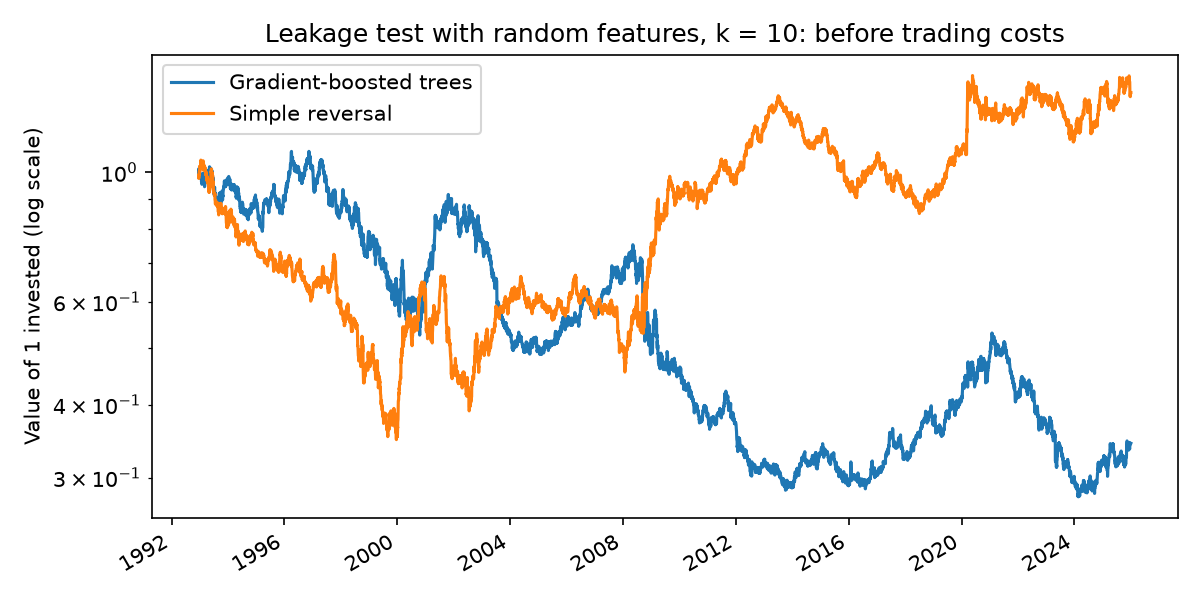 Leakage test with random features, k = 10: before trading costs
Gradient-boosted trees
Simple reversal
Value of 1 invested (log scale)
10⁰
6 × 10⁻¹
4 × 10⁻¹
3 × 10⁻¹
1992
1996
2000
2004
2008
2012
2016
2020
2024